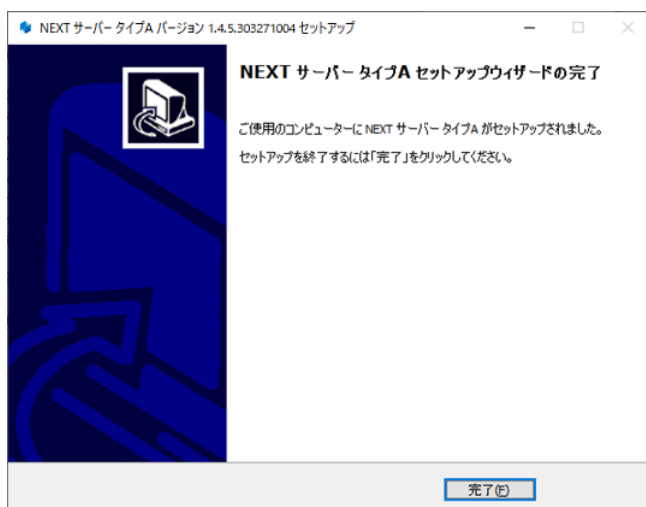 NEXT サーバー タイプA バージョン 1.4.5.303271004 セットアップ
NEXT サーバー タイプA セットアップウィザードの完了
ご使用のコンピューターに NEXT サーバー タイプA がセットアップされました。
セットアップを終了するには「完了」をクリックしてください。
完了(F)